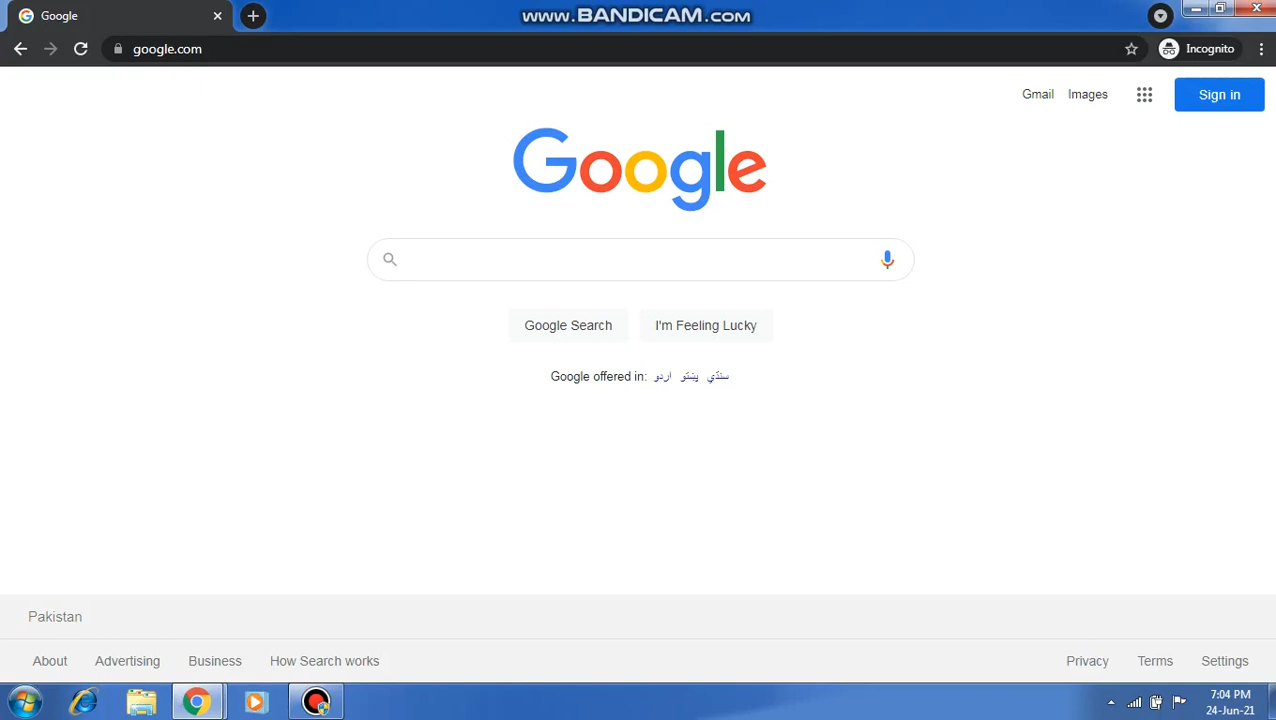 Google
www.BANDICAM.com
google.com
Incognito
Gmail Images Sign in
Google
Google Search I'm Feeling Lucky
Google offered in: اردو پښتو سنڌي
Pakistan
About Advertising Business How Search works Privacy Terms Settings
7:04 PM
24-Jun-21